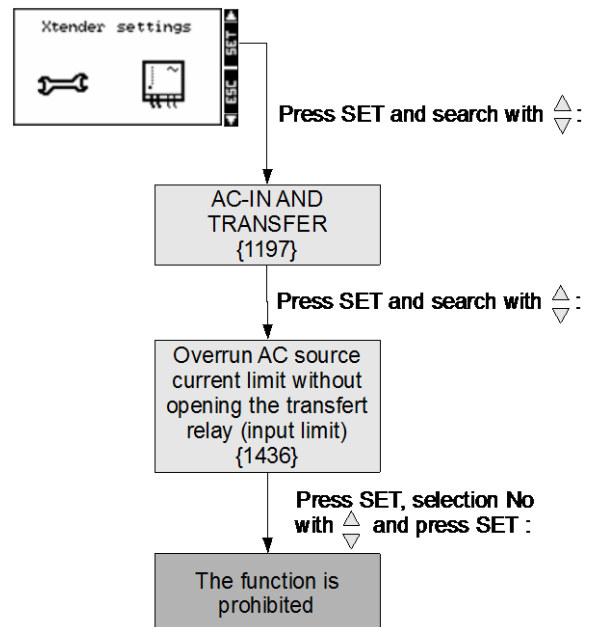 Xtender settings
SET
ESC
Press SET and search with :
AC-IN AND
TRANSFER
{1197}
Press SET and search with :
Overrun AC source
current limit without
opening the transfert
relay (input limit)
{1436}
Press SET, selection No
with and press SET :
The function is
prohibited